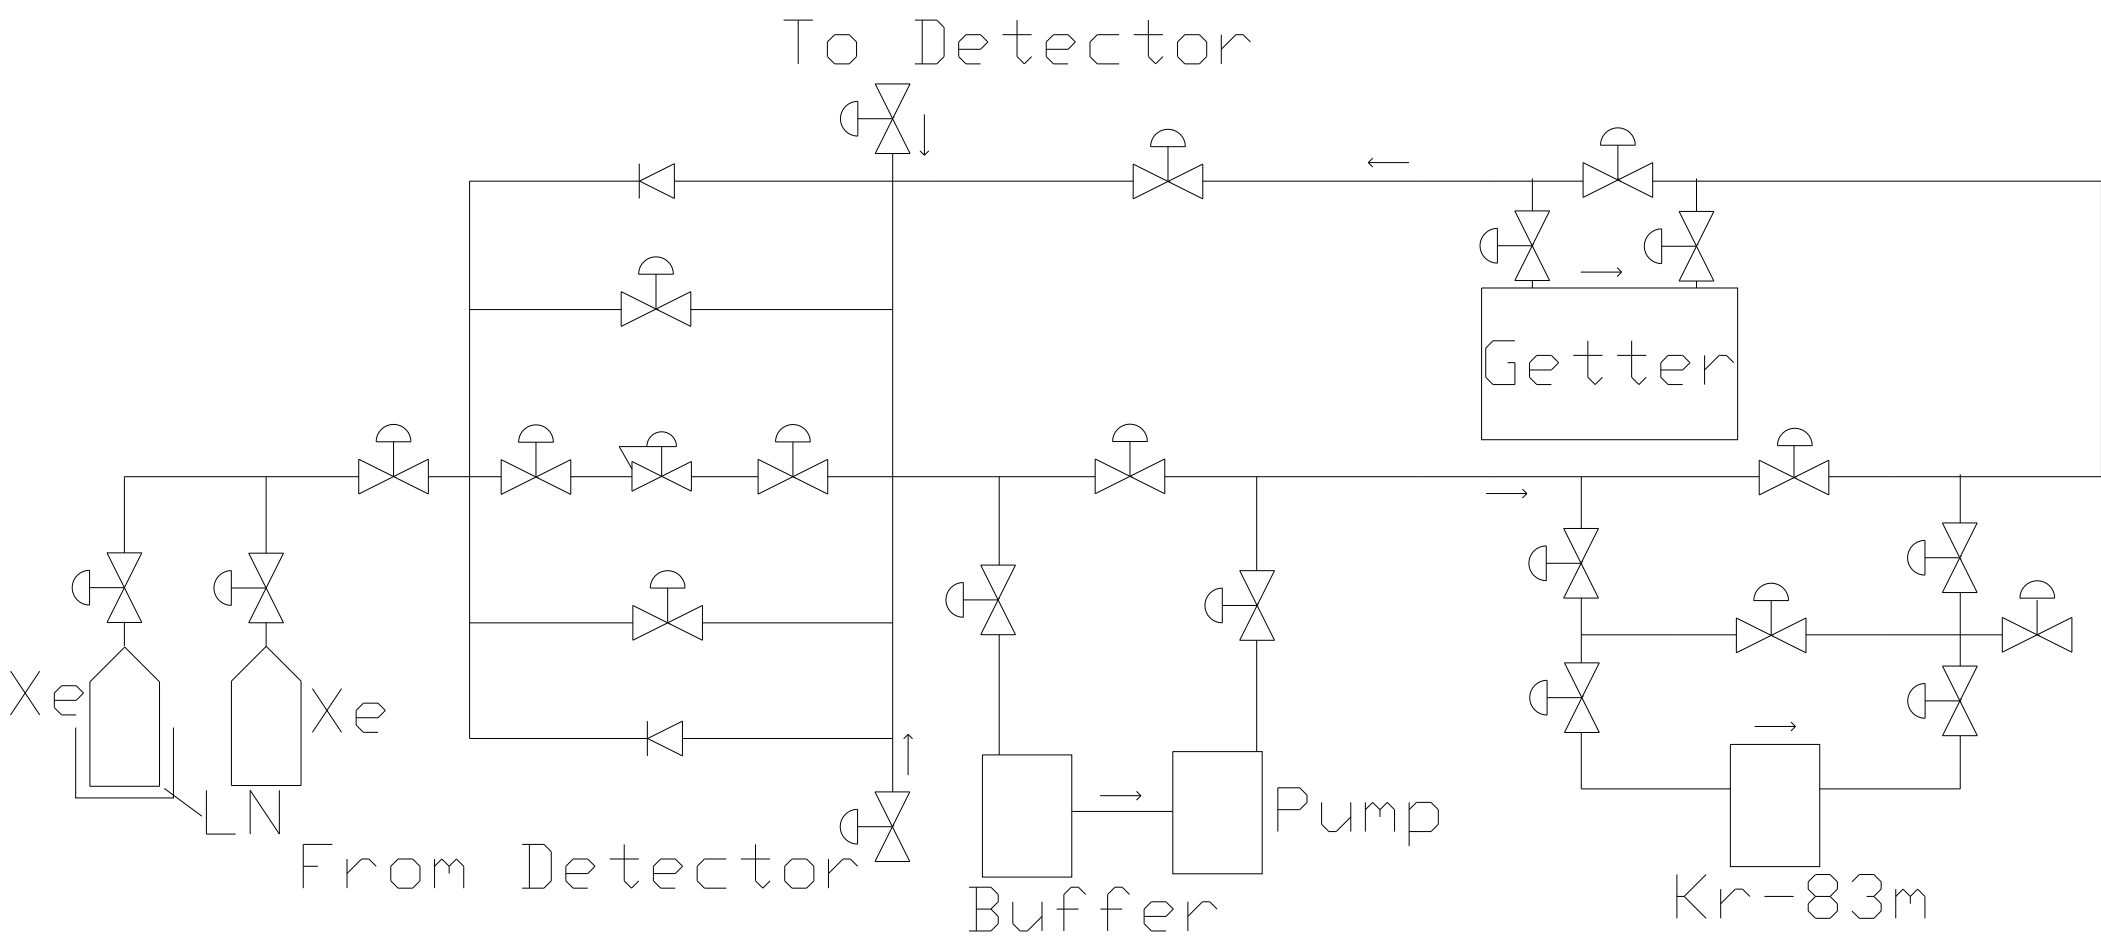 To Detector
Getter
Xe
Xe
LN
From Detector
Pump
Buffer
Kr-83m